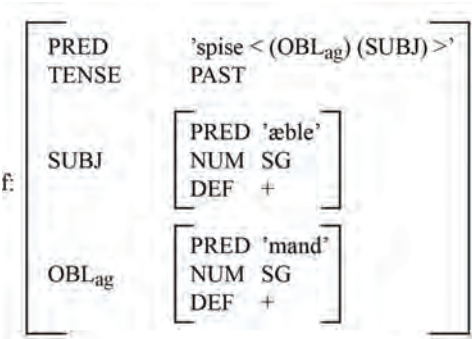 PRED ’spise < (OBLag) (SUBJ) >’
TENSE PAST
PRED ’æble’
SUBJ NUM SG
DEF +
f:
PRED ’mand’
OBLag NUM SG
DEF +